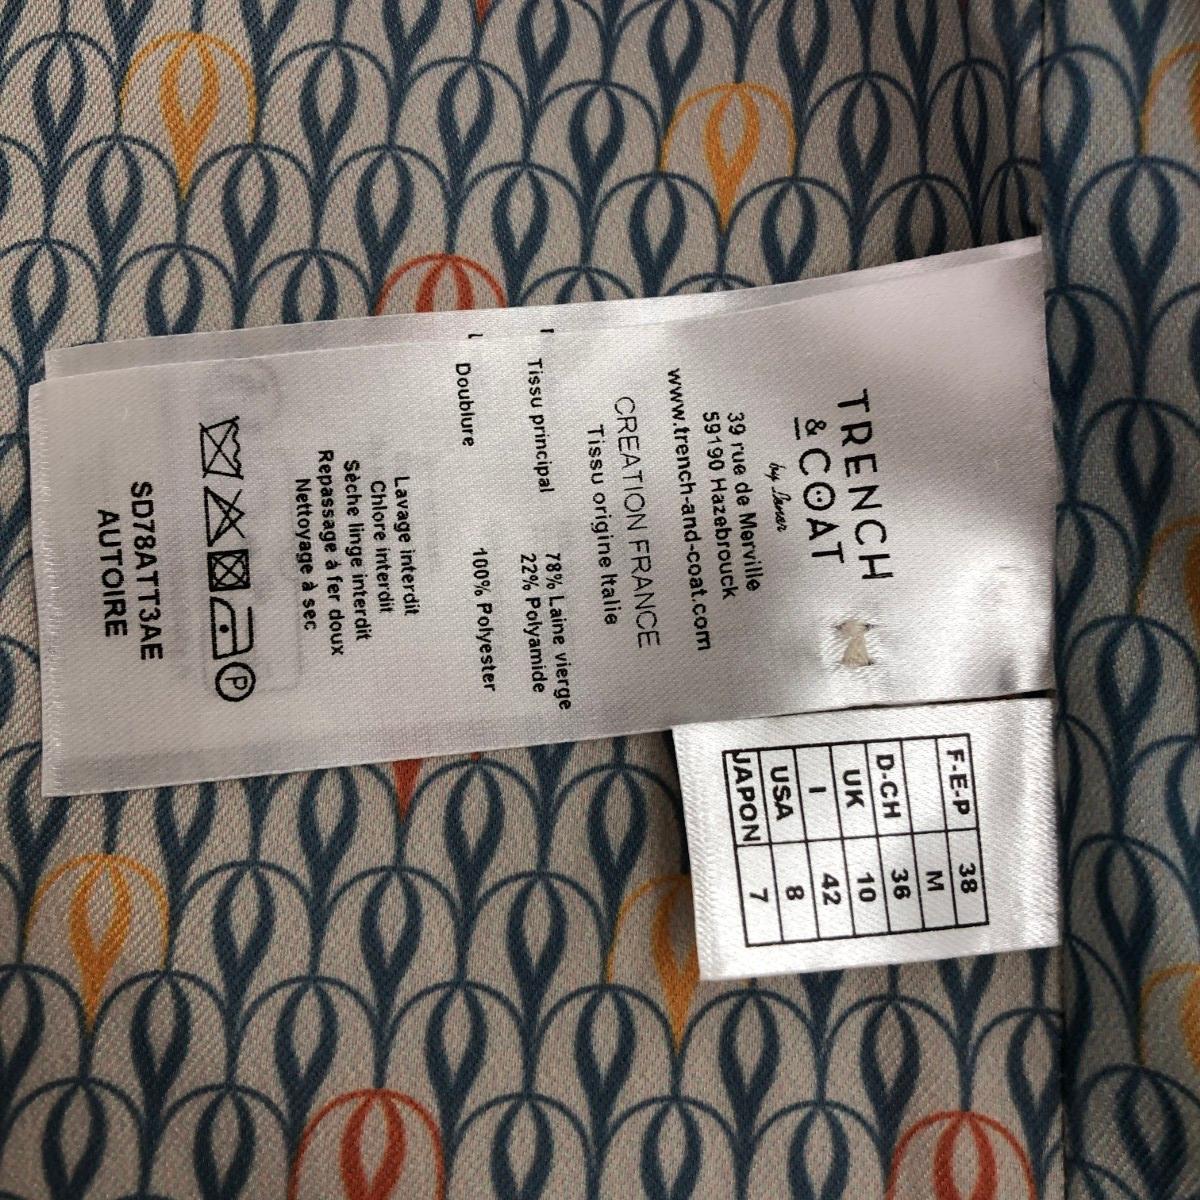 TRENCH
& COAT
by Lener
39 rue de Merville
59190 Hazebrouck
www.trench-and-coat.com
CREATION FRANCE
Tissu origine Italie
Tissu principal 78% Laine vierge
22% Polyamide
Doublure 100% Polyester
Lavage interdit
Chlore interdit
Sèche linge interdit
Repassage à fer doux
Nettoyage à sec
P
SD78ATT3AE
AUTOIRE
F-E-P 38
M
D-CH 36
UK 10
I 42
USA 8
JAPON 7